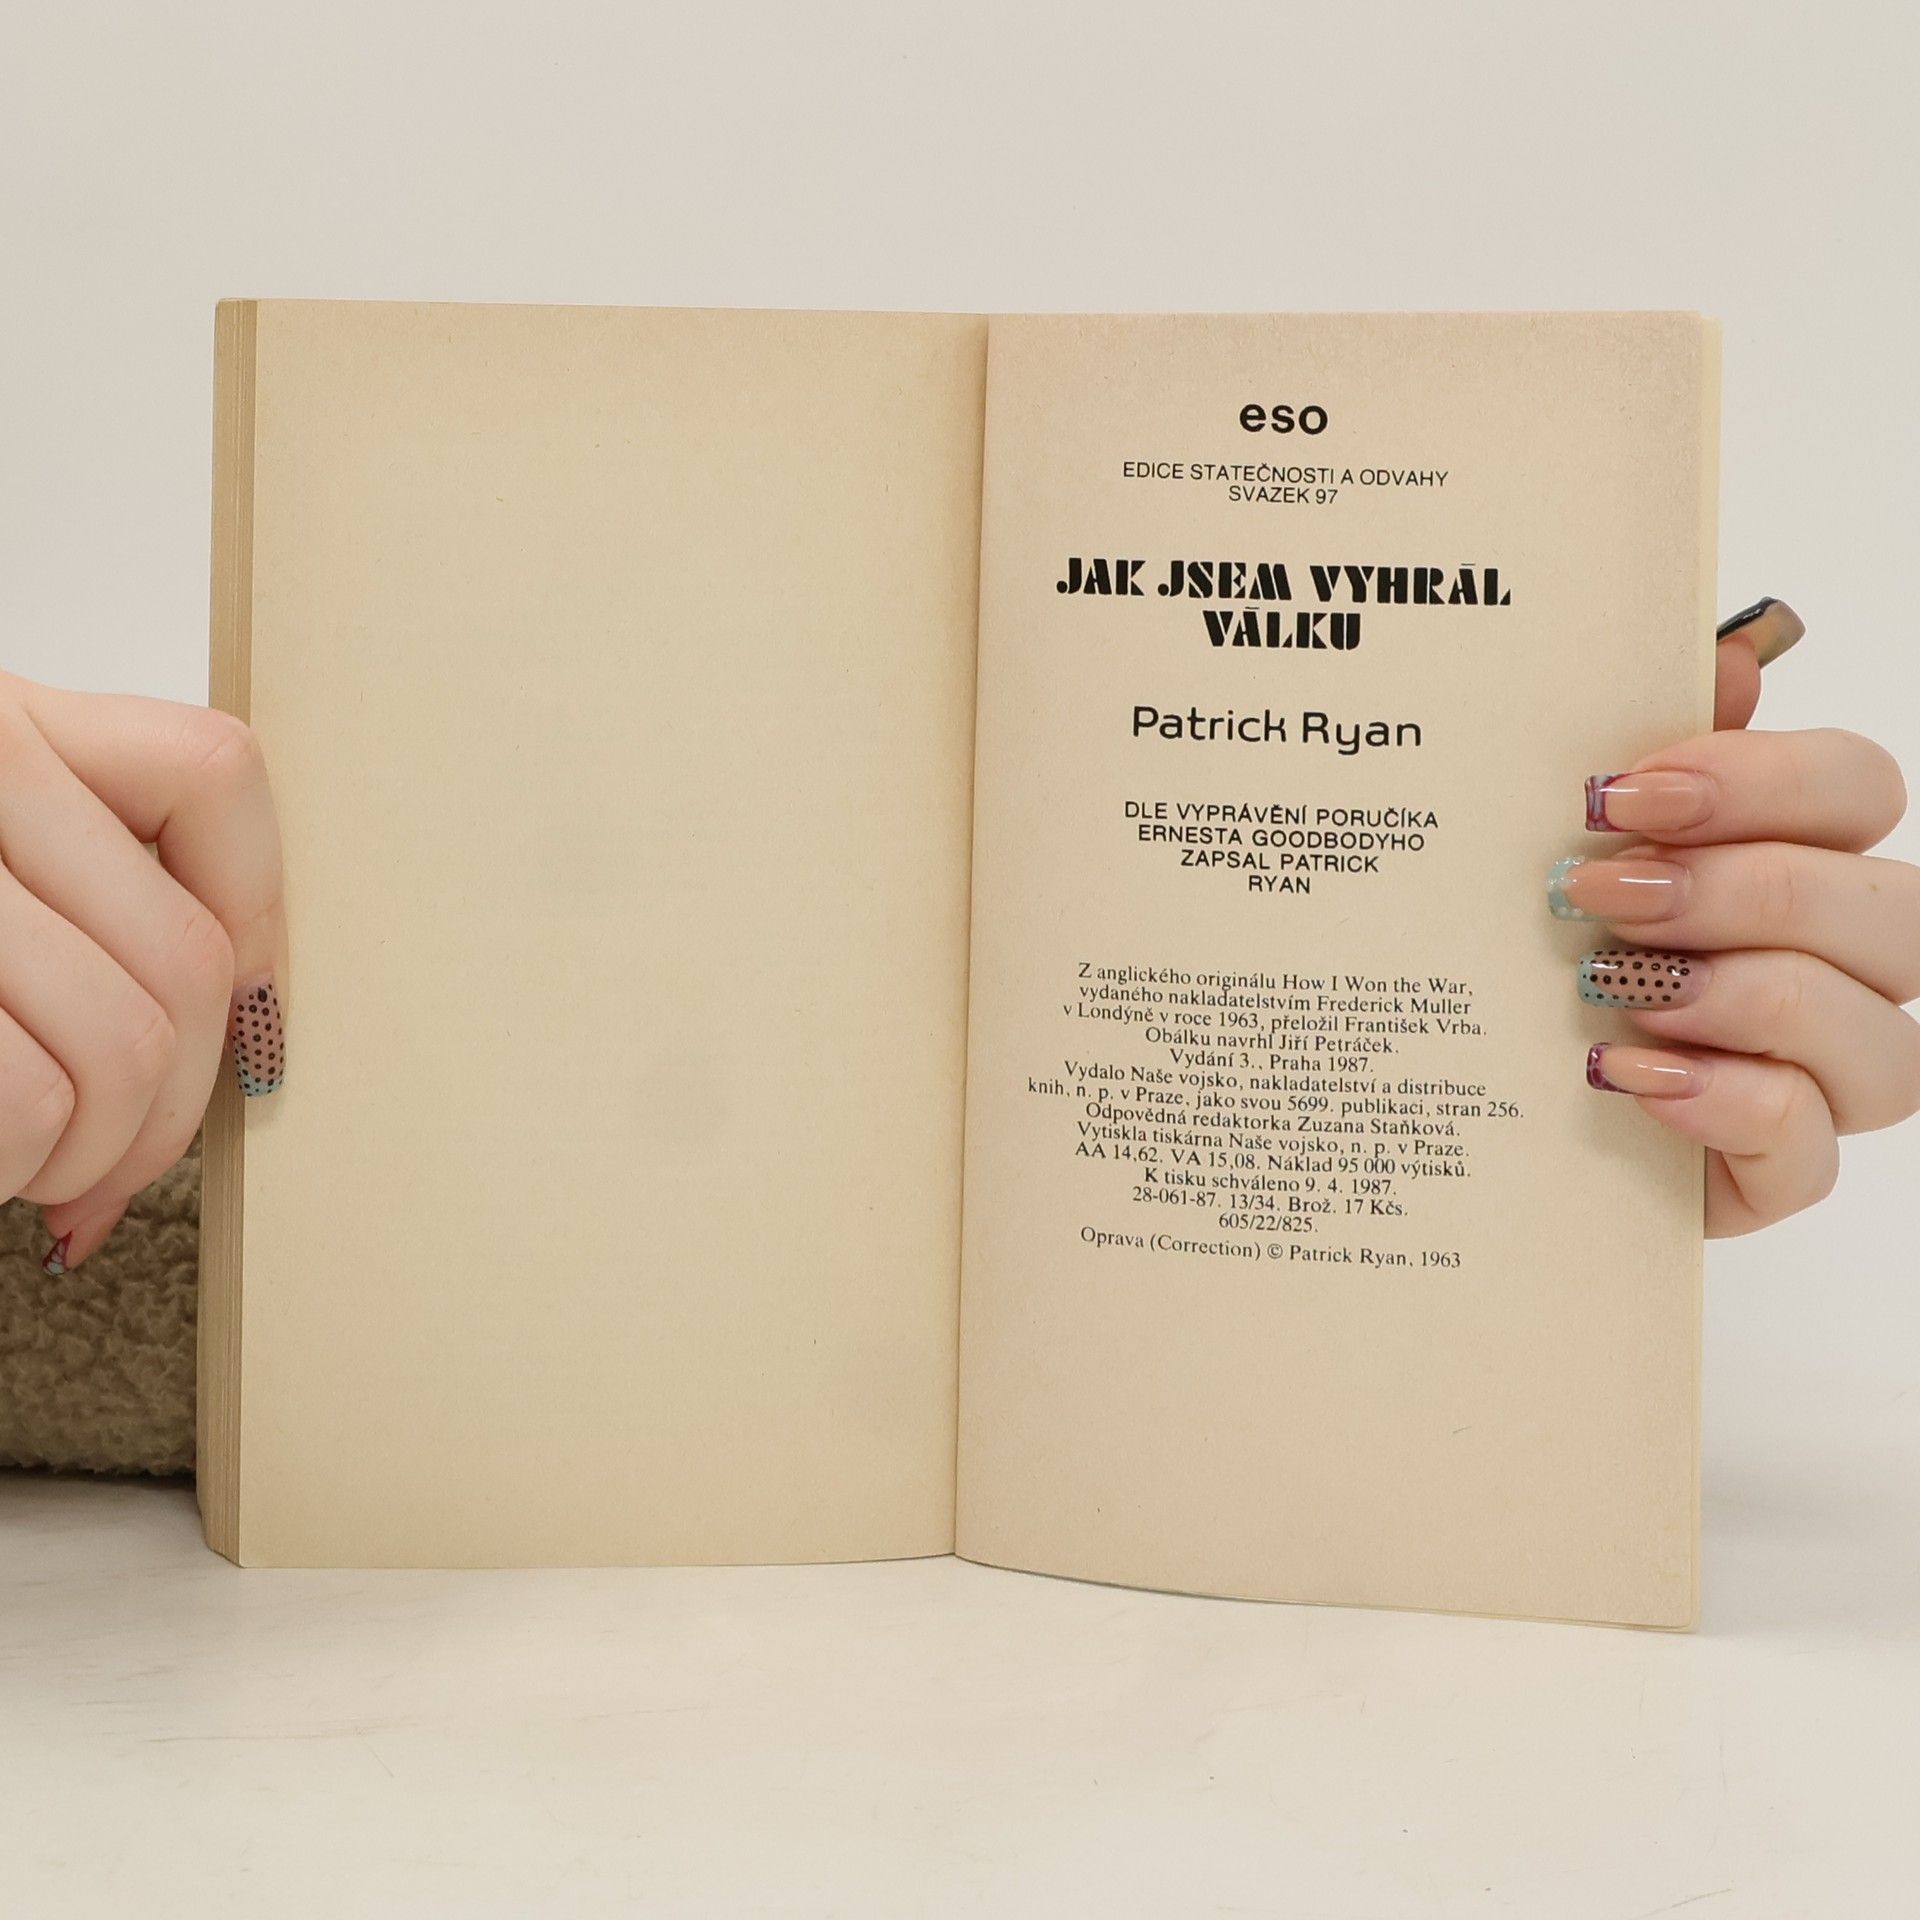 eso
EDICE STATEČNOSTI A ODVAHY
SVAZEK 97
JAK JSEM VYHRÁL
VÁLKU
Patrick Ryan
DLE VYPRÁVĚNÍ PORUČÍKA
ERNESTA GOODBODYHO
ZAPSAL PATRICK
RYAN
Z anglického originálu How I Won the War,
vydaného nakladatelstvím Frederick Muller
v Londýně v roce 1963, přeložil František Vrba.
Obálku navrhl Jiří Petráček.
Vydání 3., Praha 1987.
Vydalo Naše vojsko, nakladatelství a distribuce
knih, n. p. v Praze, jako svou 5699. publikaci, stran 256.
Odpovědná redaktorka Zuzana Staňková.
Vytiskla tiskárna Naše vojsko, n. p. v Praze.
AA 14,62. VA 15,08. Náklad 95 000 výtisků.
K tisku schváleno 9. 4. 1987.
28-061-87. 13/34. Brož. 17 Kčs.
605/22/825.
Oprava (Correction) © Patrick Ryan, 1963